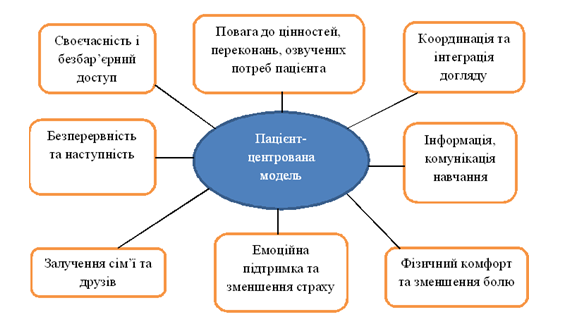 Своєчасність і
безбар’єрний
доступ
Повага до цінностей,
переконань, озвучених
потреб пацієнта
Координація та
інтеграція
догляду
Безперервність
та наступність
Пацієнт-
центрована
модель
Інформація,
комунікація
навчання
Залучення сім’ї та
друзів
Емоційна
підтримка та
зменшення страху
Фізичний комфорт
та зменшення болю